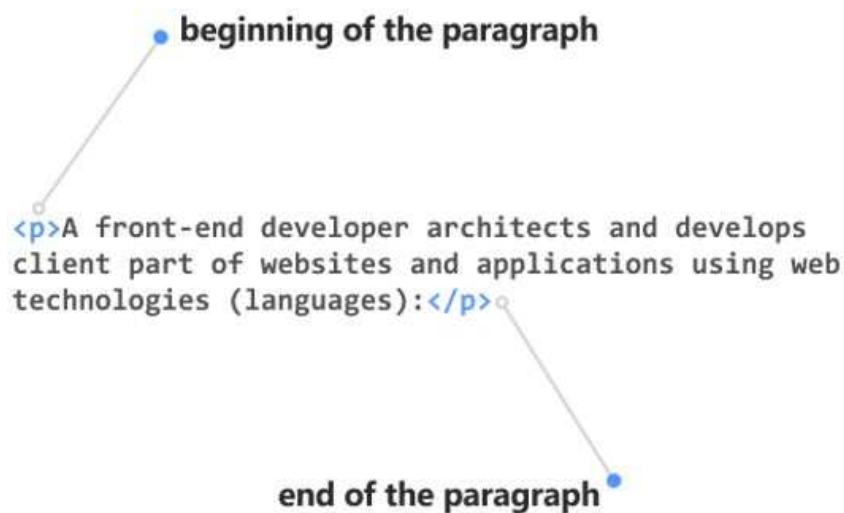 beginning of the paragraph
<p>A front-end developer architects and develops
client part of websites and applications using web
technologies (languages):</p>
end of the paragraph